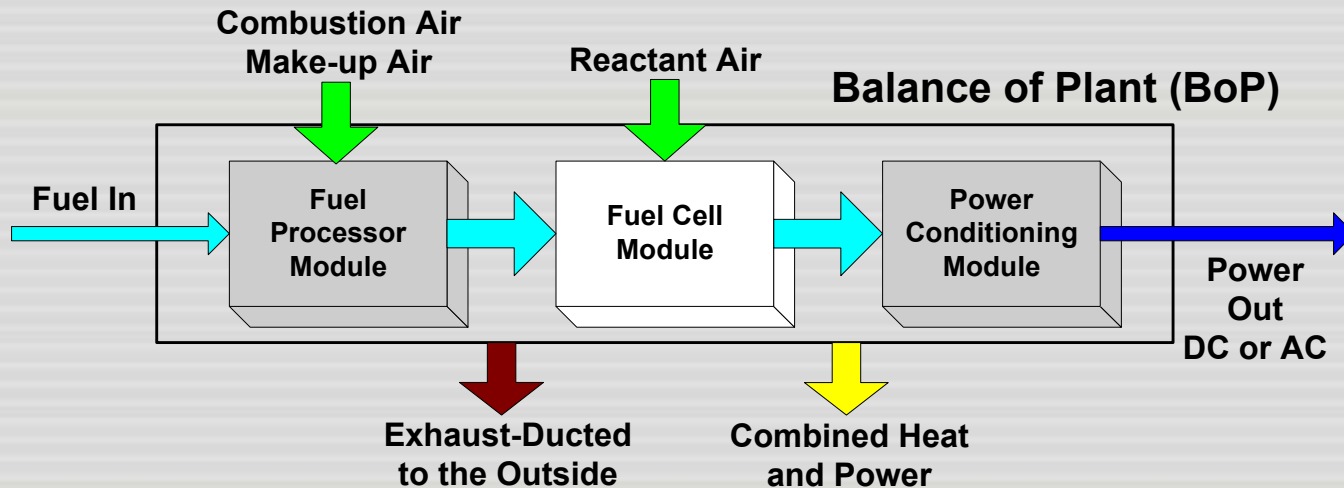 Combustion Air
Make-up Air
Reactant Air
Balance of Plant (BoP)
Fuel In
Fuel
Processor
Module
Fuel Cell
Module
Power
Conditioning
Module
Power
Out
DC or AC
Exhaust-Ducted
to the Outside
Combined Heat
and Power